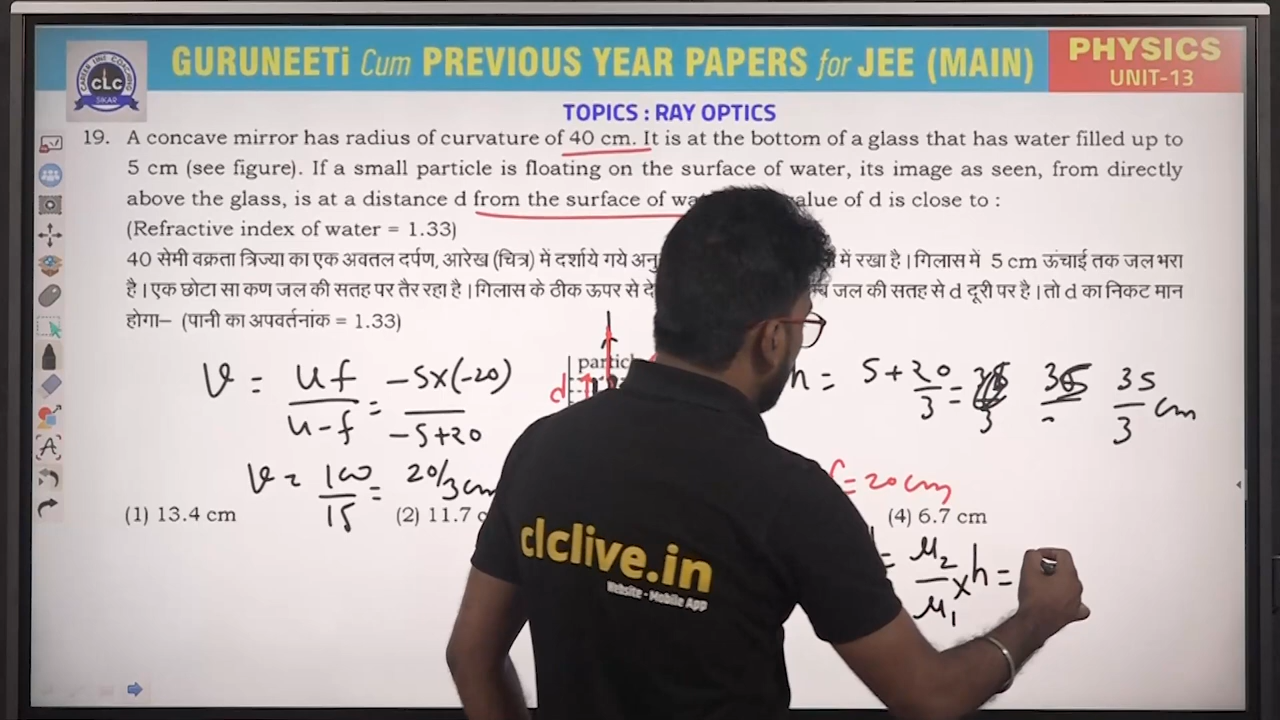 GURUNEETi Cum PREVIOUS YEAR PAPERS for JEE (MAIN)
PHYSICS
UNIT-13
CAREER LINE COACHING
CLC
SIKAR
TOPICS : RAY OPTICS
19. A concave mirror has radius of curvature of 40 cm. It is at the bottom of a glass that has water filled up to
5 cm (see figure). If a small particle is floating on the surface of water, its image as seen, from directly
above the glass, is at a distance d from the surface of value of d is close to :
(Refractive index of water = 1.33)
40 सेमी वक्रता त्रिज्या का एक अवतल दर्पण, आरेख (चित्र) में दर्शाये गये में रखा है। गिलास में 5 cm ऊंचाई तक जल भरा
है। एक छोटा सा कण जल की सतह पर तैर रहा है। गिलास के ठीक ऊपर से जल की सतह से d दूरी पर है। तो d का निकट मान
होगा– (पानी का अपवर्तनांक = 1.33)
v = uf / u-f = -5x(-20) / -5+20
d
h = 5 + 20/3 = 35/3 cm
v = 100/15 = 20/3 cm
f = 20 cm
(1) 13.4 cm (2) 11.7 (4) 6.7 cm
= μ2/μ1 x h =
clclive.in
Website - Mobile App